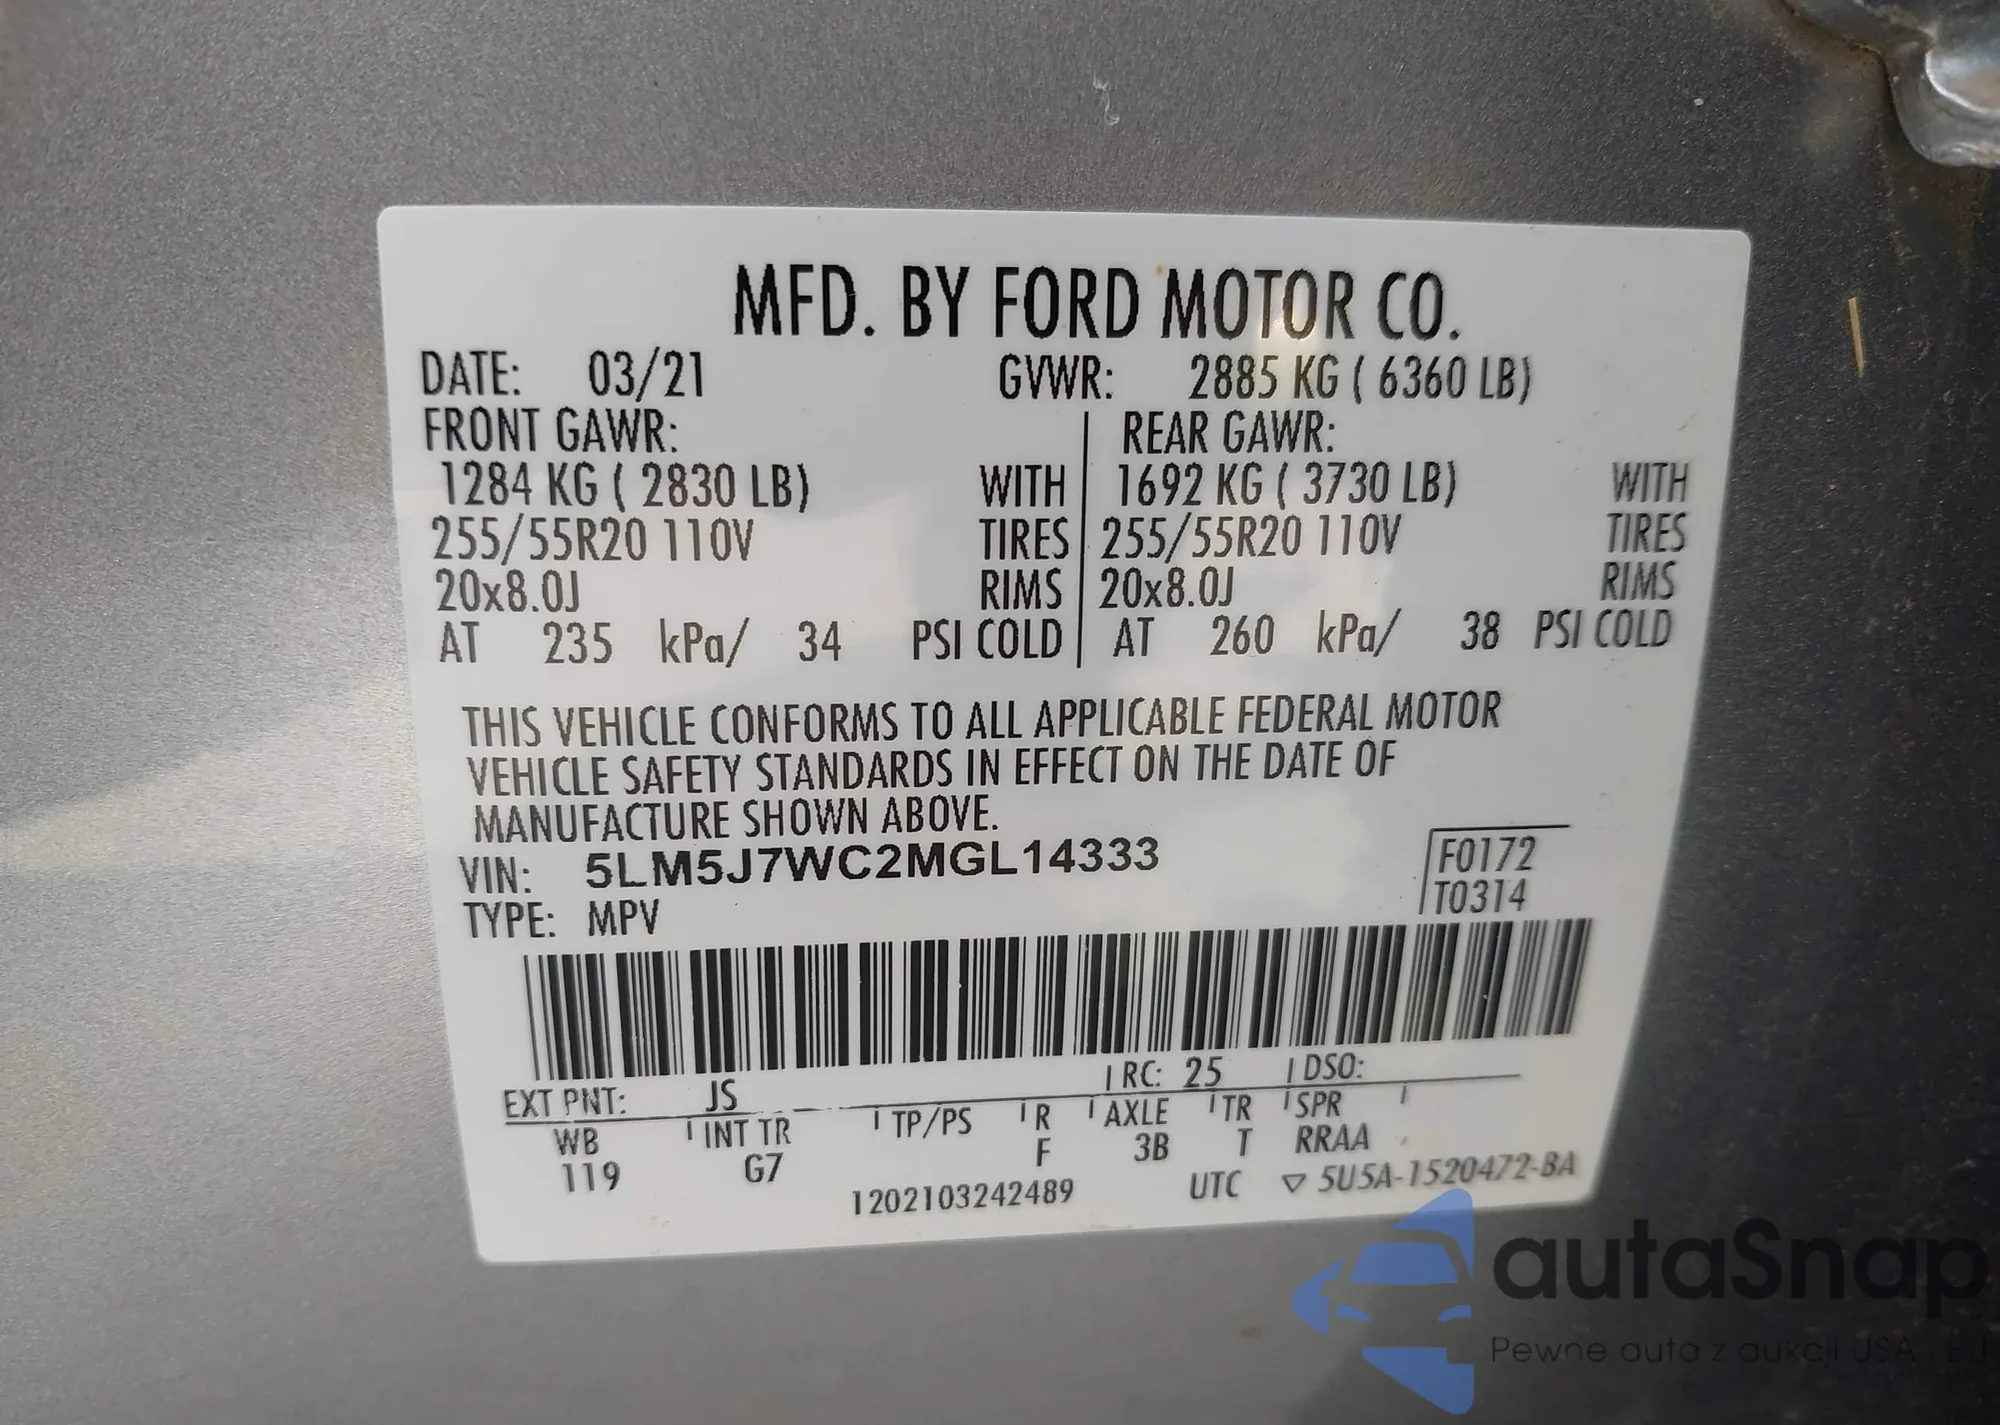 MFD. BY FORD MOTOR CO.
DATE: 03/21 GVWR: 2885 KG ( 6360 LB)
FRONT GAWR: REAR GAWR:
1284 KG ( 2830 LB) WITH 1692 KG ( 3730 LB) WITH
255/55R20 110V TIRES 255/55R20 110V TIRES
20x8.0J RIMS 20x8.0J RIMS
AT 235 kPa/ 34 PSI COLD AT 260 kPa/ 38 PSI COLD
THIS VEHICLE CONFORMS TO ALL APPLICABLE FEDERAL MOTOR
VEHICLE SAFETY STANDARDS IN EFFECT ON THE DATE OF
MANUFACTURE SHOWN ABOVE.
VIN: 5LM5J7WC2MGL14333
F0172
TYPE: MPV
T0314
EXT PNT: JS RC: 25 DSO:
WB INT TR TP/PS R AXLE TR SPR
119 G7 F 3B T RRAA
1202103242489 UTC ▽ 5U5A-1520472-BA
autaSnap
Pewne auta z aukcji USA i EU